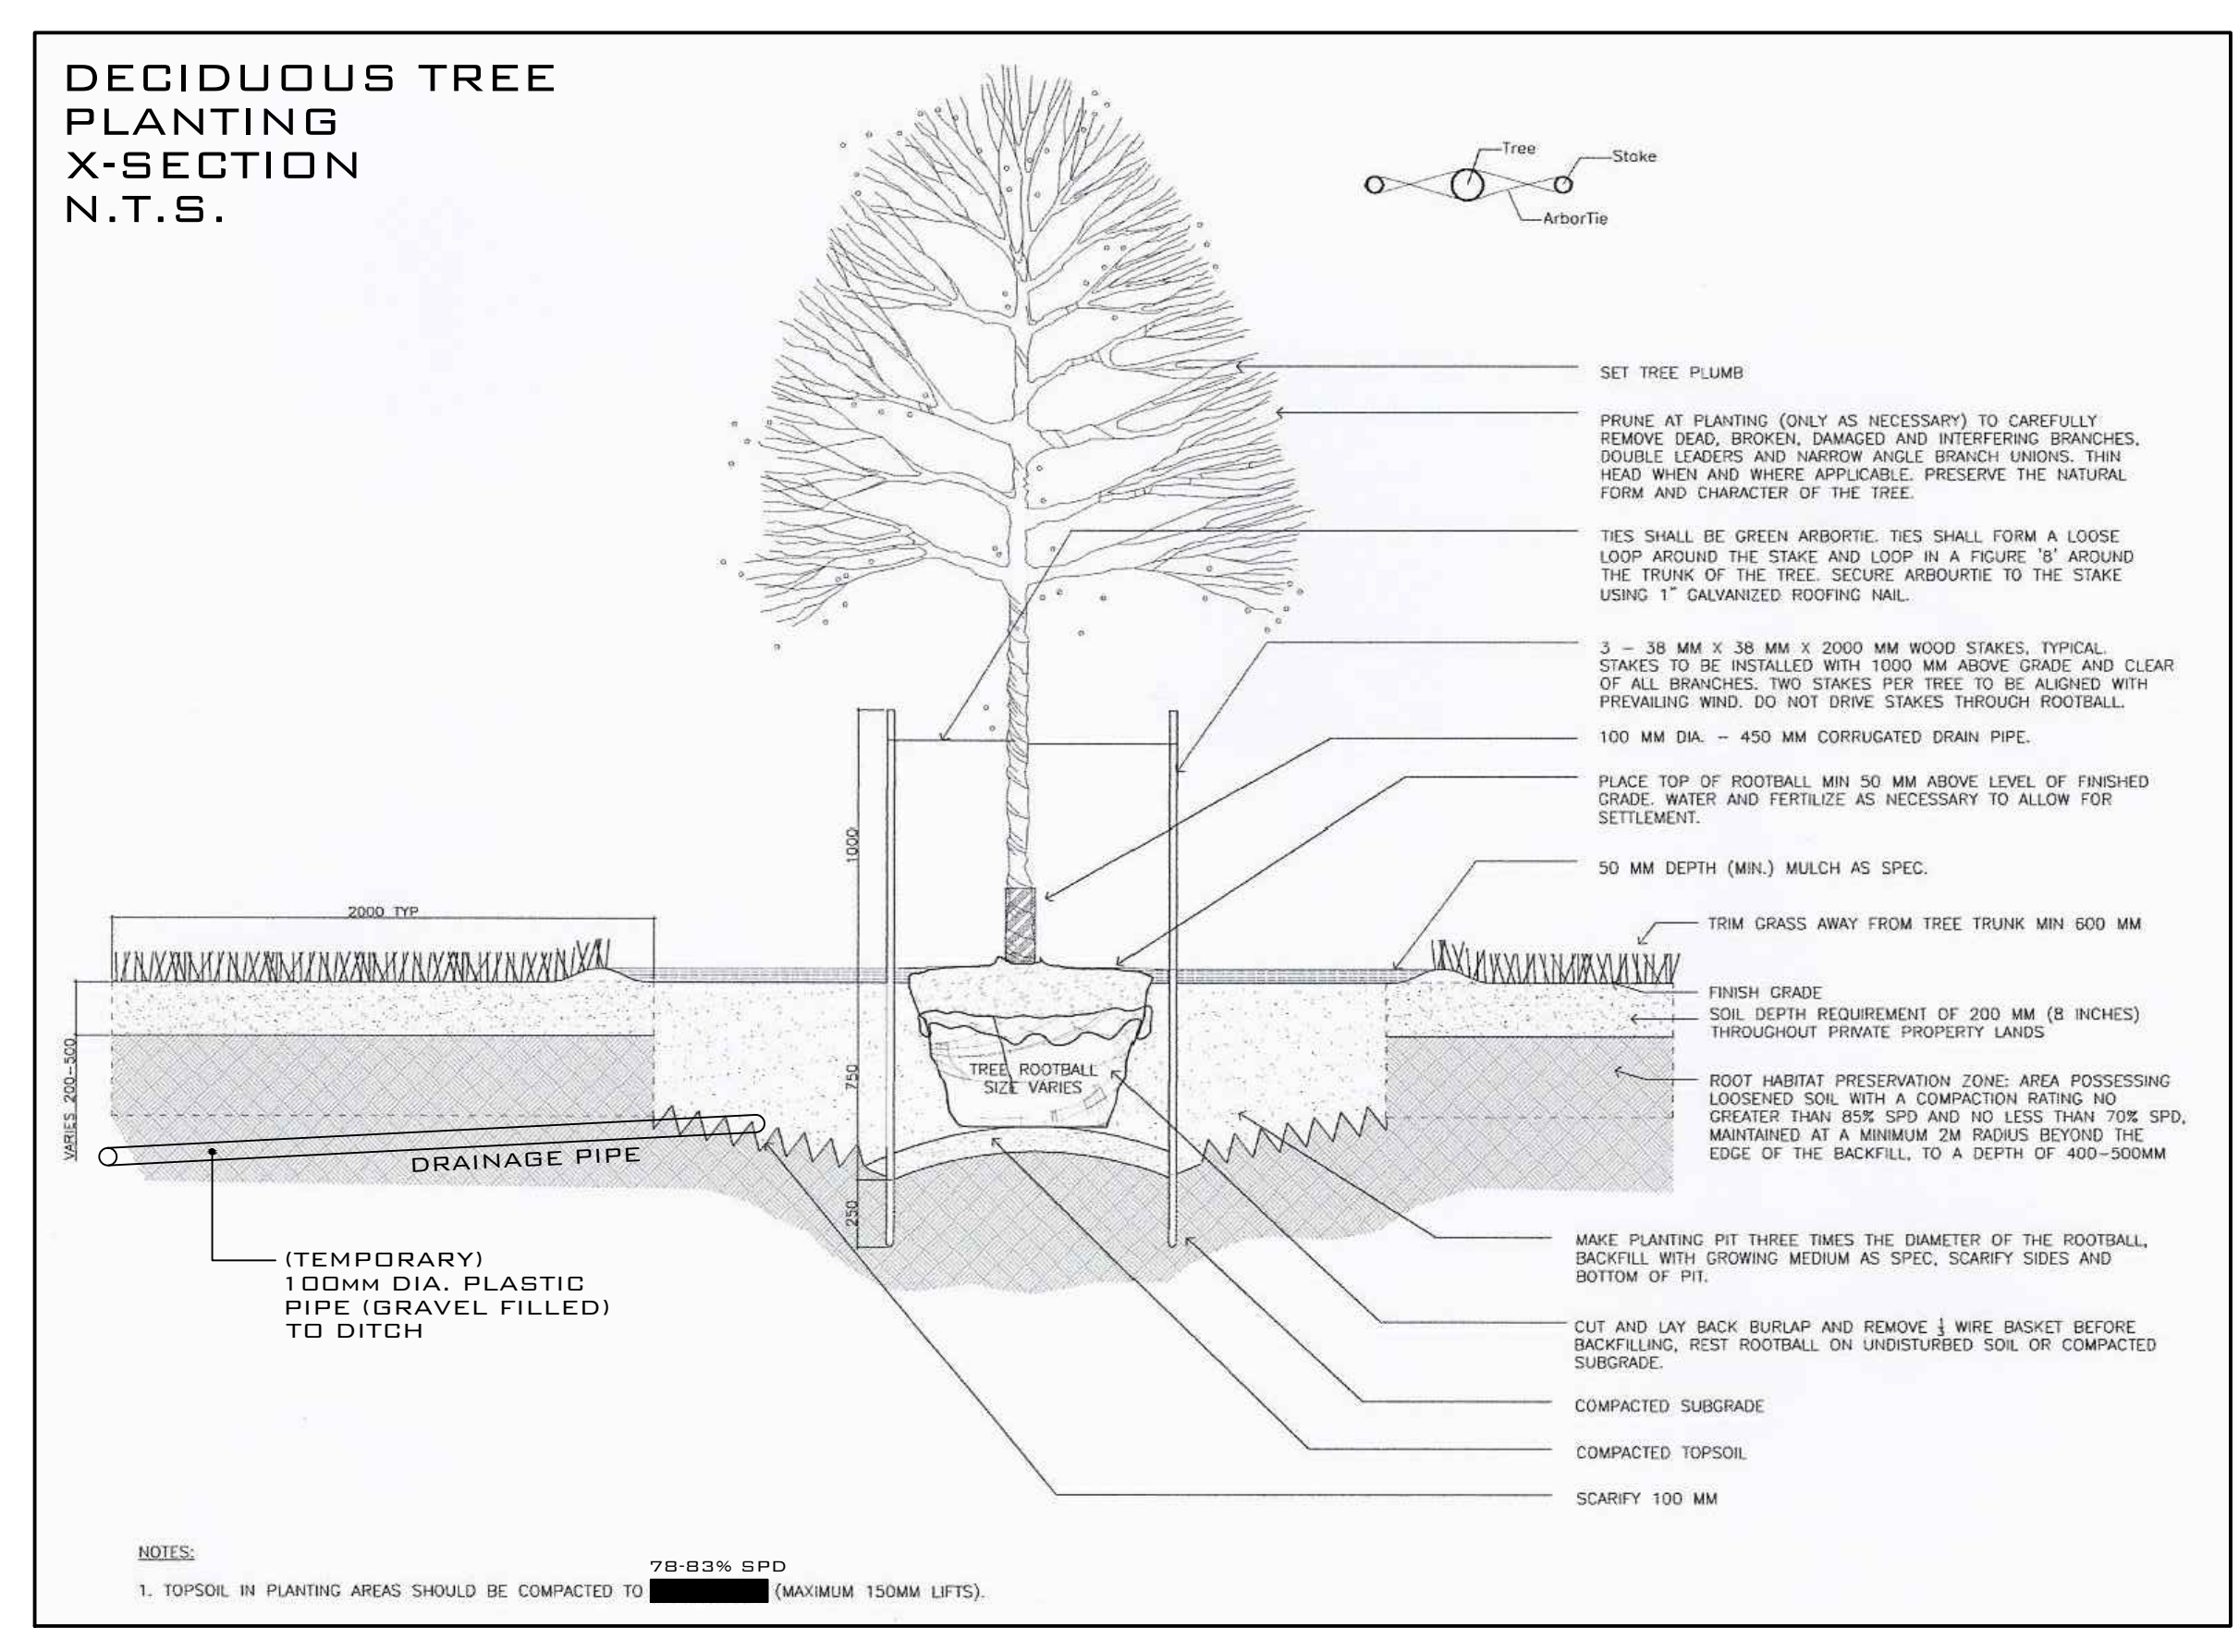 DECIDUOUS TREE
PLANTING
X-SECTION
N.T.S.
Tree
Stake
ArborTie
SET TREE PLUMB
PRUNE AT PLANTING (ONLY AS NECESSARY) TO CAREFULLY
REMOVE DEAD, BROKEN, DAMAGED AND INTERFERING BRANCHES,
DOUBLE LEADERS AND NARROW ANGLE BRANCH UNIONS. THIN
HEAD WHEN AND WHERE APPLICABLE. PRESERVE THE NATURAL
FORM AND CHARACTER OF THE TREE.
TIES SHALL BE GREEN ARBORTIE. TIES SHALL FORM A LOOSE
LOOP AROUND THE STAKE AND LOOP IN A FIGURE '8' AROUND
THE TRUNK OF THE TREE. SECURE ARBOURTIE TO THE STAKE
USING 1" GALVANIZED ROOFING NAIL.
3 - 38 MM X 38 MM X 2000 MM WOOD STAKES, TYPICAL.
STAKES TO BE INSTALLED WITH 1000 MM ABOVE GRADE AND CLEAR
OF ALL BRANCHES. TWO STAKES PER TREE TO BE ALIGNED WITH
PREVAILING WIND. DO NOT DRIVE STAKES THROUGH ROOTBALL.
100 MM DIA. - 450 MM CORRUGATED DRAIN PIPE.
PLACE TOP OF ROOTBALL MIN 50 MM ABOVE LEVEL OF FINISHED
GRADE. WATER AND FERTILIZE AS NECESSARY TO ALLOW FOR
SETTLEMENT.
50 MM DEPTH (MIN.) MULCH AS SPEC.
TRIM GRASS AWAY FROM TREE TRUNK MIN 600 MM
FINISH GRADE
SOIL DEPTH REQUIREMENT OF 200 MM (8 INCHES)
THROUGHOUT PRIVATE PROPERTY LANDS
ROOT HABITAT PRESERVATION ZONE: AREA POSSESSING
LOOSENED SOIL WITH A COMPACTION RATING NO
GREATER THAN 85% SPD AND NO LESS THAN 70% SPD,
MAINTAINED AT A MINIMUM 2M RADIUS BEYOND THE
EDGE OF THE BACKFILL, TO A DEPTH OF 400-500MM
MAKE PLANTING PIT THREE TIMES THE DIAMETER OF THE ROOTBALL,
BACKFILL WITH GROWING MEDIUM AS SPEC, SCARIFY SIDES AND
BOTTOM OF PIT.
CUT AND LAY BACK BURLAP AND REMOVE ⅓ WIRE BASKET BEFORE
BACKFILLING, REST ROOTBALL ON UNDISTURBED SOIL OR COMPACTED
SUBGRADE.
COMPACTED SUBGRADE
COMPACTED TOPSOIL
SCARIFY 100 MM
1000
2000 TYP
750
250
VARIES 200-500
TREE ROOTBALL
SIZE VARIES
DRAINAGE PIPE
(TEMPORARY)
100MM DIA. PLASTIC
PIPE (GRAVEL FILLED)
TO DITCH
NOTES:
78-83% SPD
1. TOPSOIL IN PLANTING AREAS SHOULD BE COMPACTED TO (MAXIMUM 150MM LIFTS).